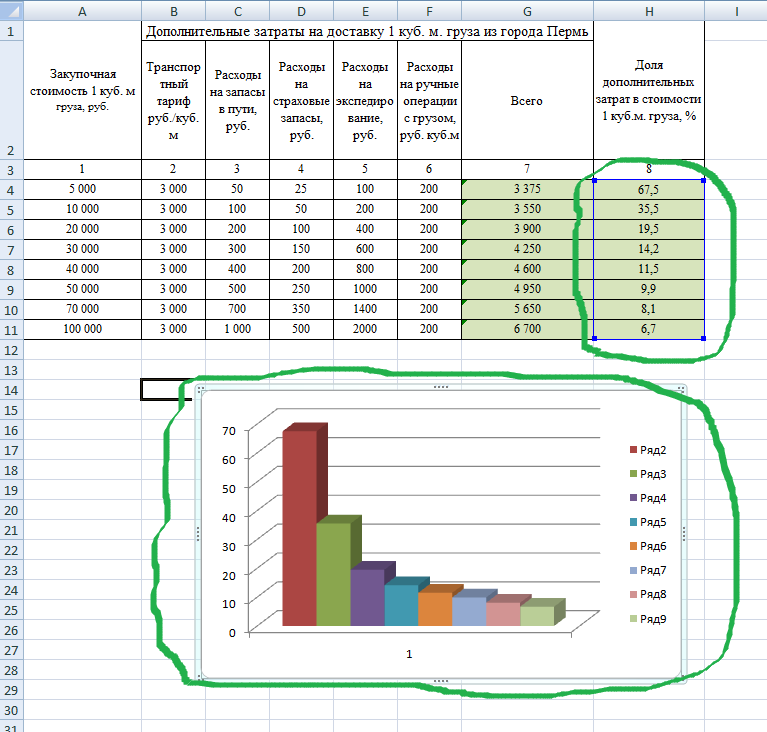 A B C D E F G H I
1 Дополнительные затраты на доставку 1 куб. м. груза из города Пермь
Закупочная
стоимость 1 куб. м
груза, руб.
Транспор
тный
тариф
руб./куб.
м
Расходы
на запасы
в пути,
руб.
Расходы
на
страховые
запасы,
руб.
Расходы
на
экспедиро
вание,
руб.
Расходы
на ручные
операции
с грузом,
руб. куб.м
Всего
Доля
дополнительных
затрат в стоимости
1 куб.м. груза, %
2
3 1 2 3 4 5 6 7 8
4 5 000 3 000 50 25 100 200 3 375 67,5
5 10 000 3 000 100 50 200 200 3 550 35,5
6 20 000 3 000 200 100 400 200 3 900 19,5
7 30 000 3 000 300 150 600 200 4 250 14,2
8 40 000 3 000 400 200 800 200 4 600 11,5
9 50 000 3 000 500 250 1000 200 4 950 9,9
10 70 000 3 000 700 350 1400 200 5 650 8,1
11 100 000 3 000 1 000 500 2000 200 6 700 6,7
12
13
14
15
16
17
18
19
20
21
22
23
24
25
26
27
28
29
30
31
70
60
50
40
30
20
10
0
1
Ряд2
Ряд3
Ряд4
Ряд5
Ряд6
Ряд7
Ряд8
Ряд9